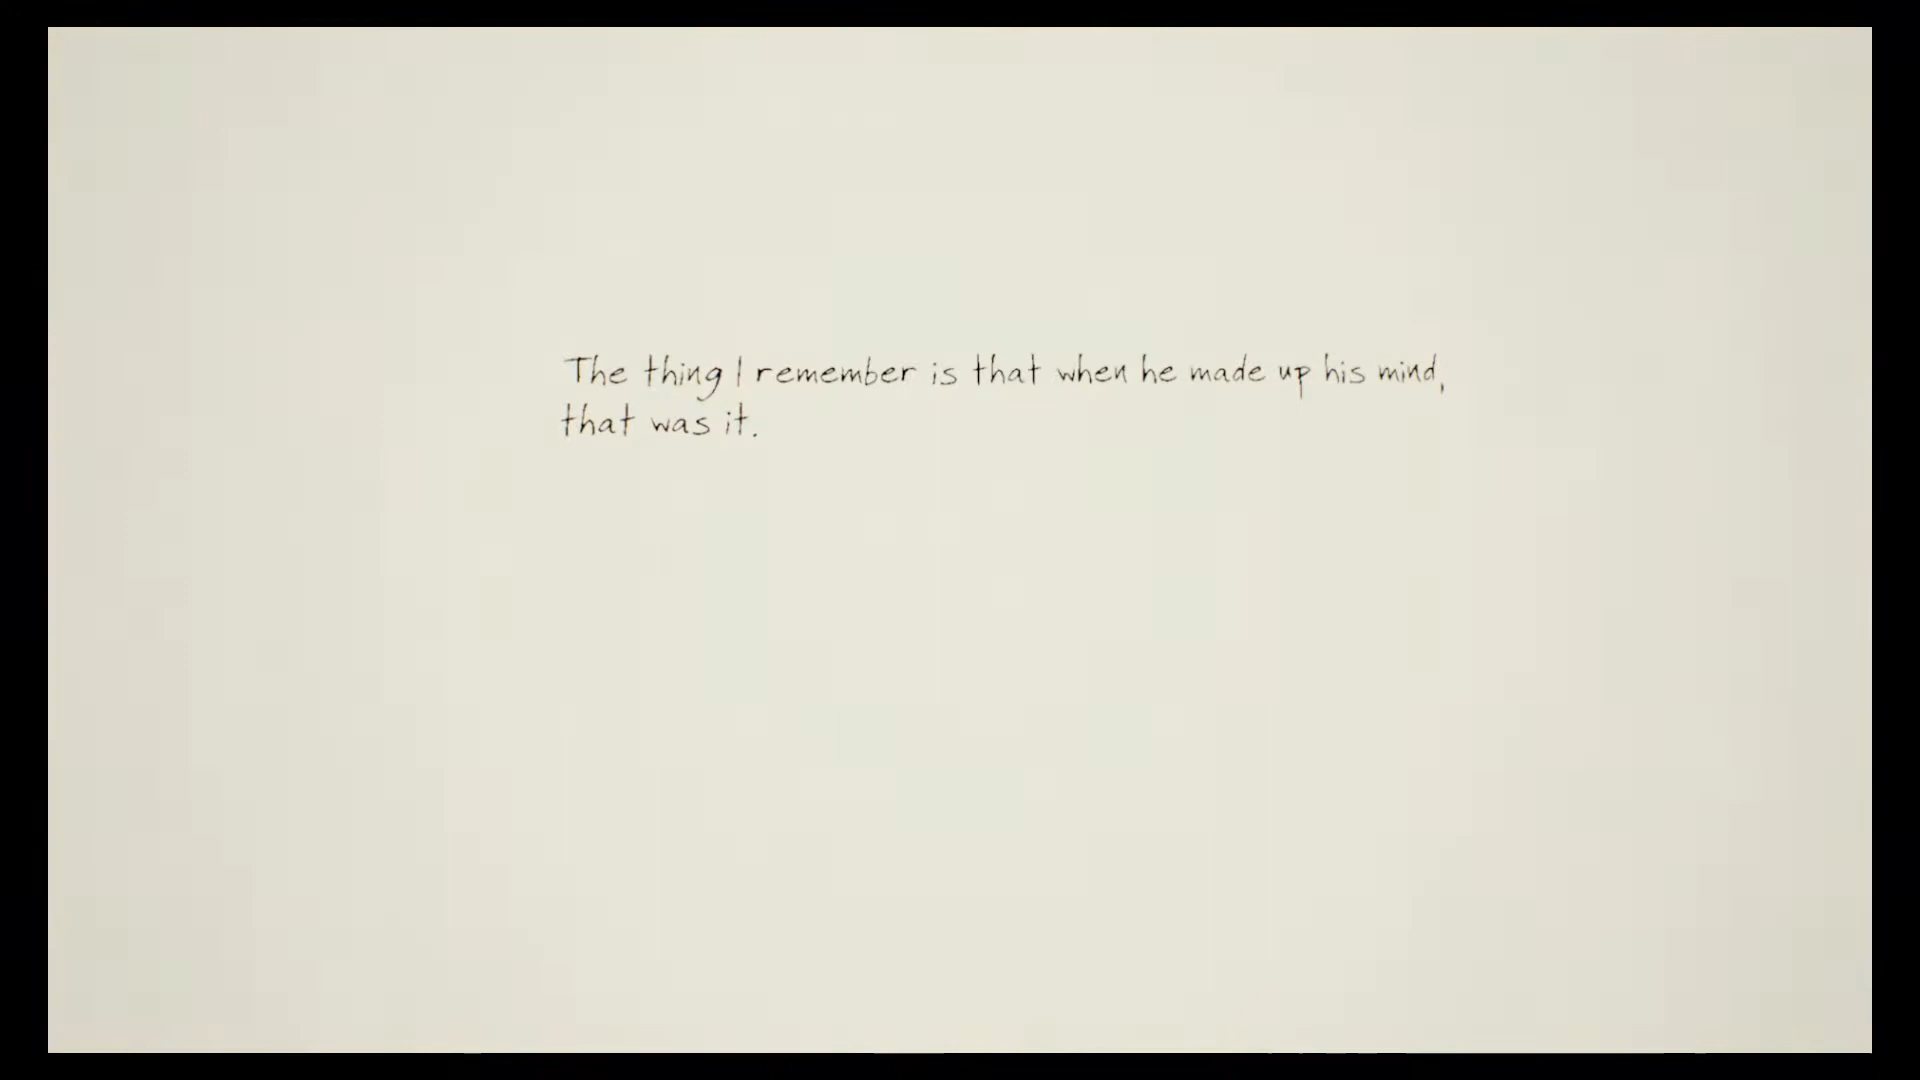 The thing I remember is that when he made up his mind,
that was it.